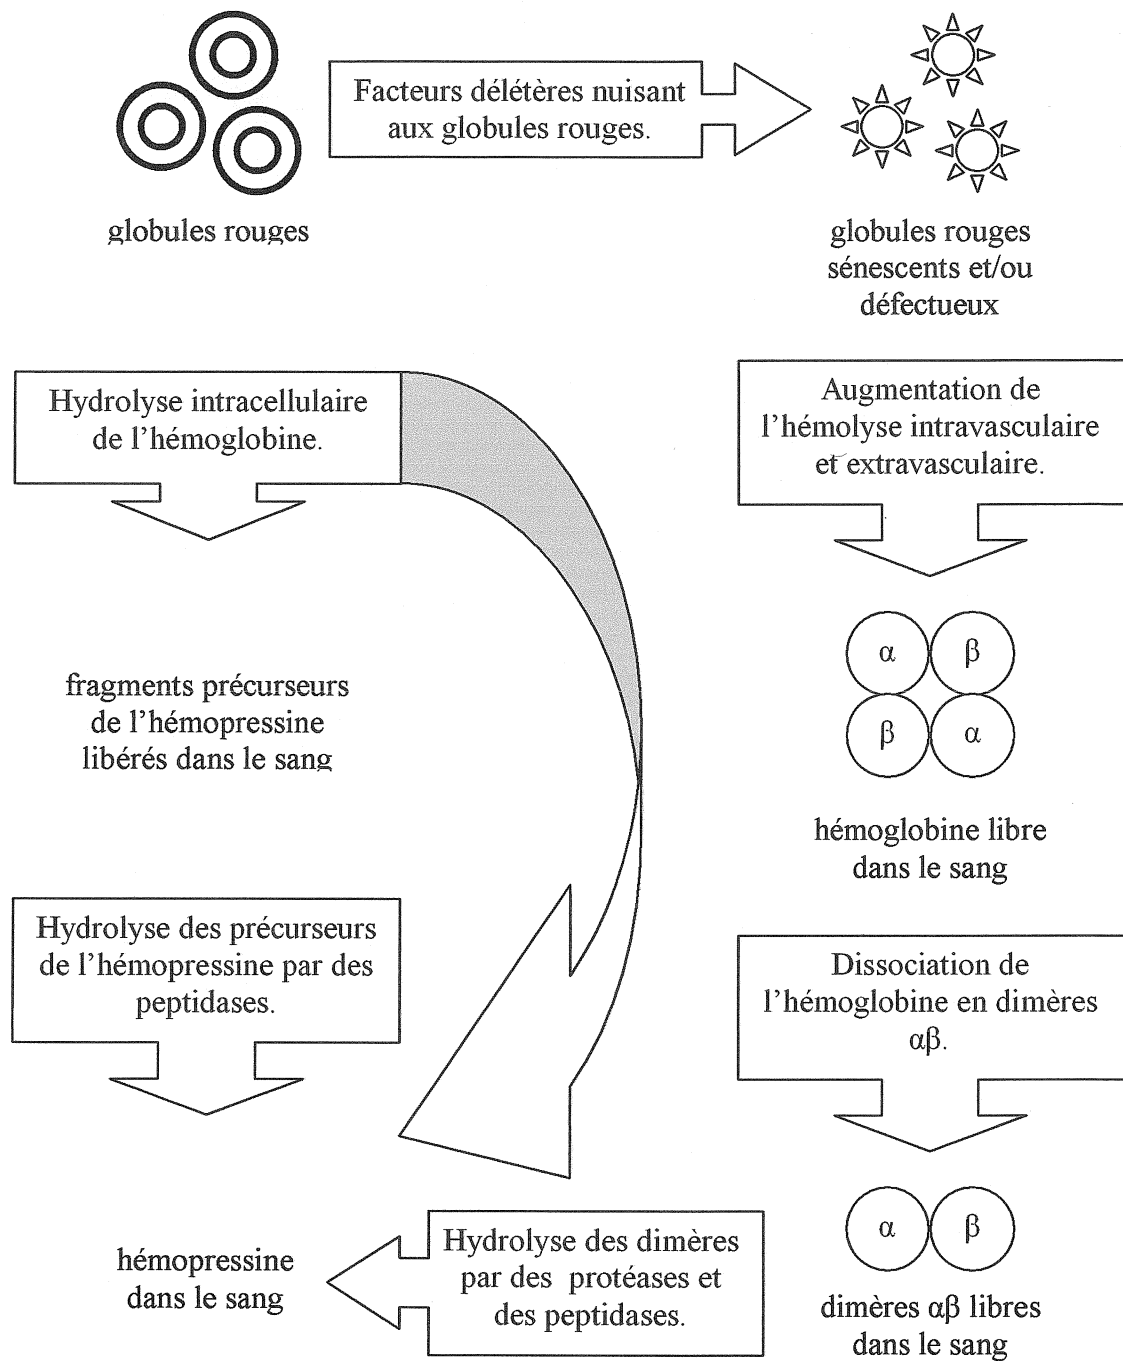 Facteurs délétères nuisant
aux globules rouges.
globules rouges
globules rouges
sénescents et/ou
défectueux
Hydrolyse intracellulaire
de l'hémoglobine.
Augmentation de
l'hémolyse intravasculaire
et extravasculaire.
α β
β α
fragments précurseurs
de l'hémopressine
libérés dans le sang
hémoglobine libre
dans le sang
Hydrolyse des précurseurs
de l'hémopressine par des
peptidases.
Dissociation de
l'hémoglobine en dimères
αβ.
α β
dimères αβ libres
dans le sang
Hydrolyse des dimères
par des protéases et
des peptidases.
hémopressine
dans le sang